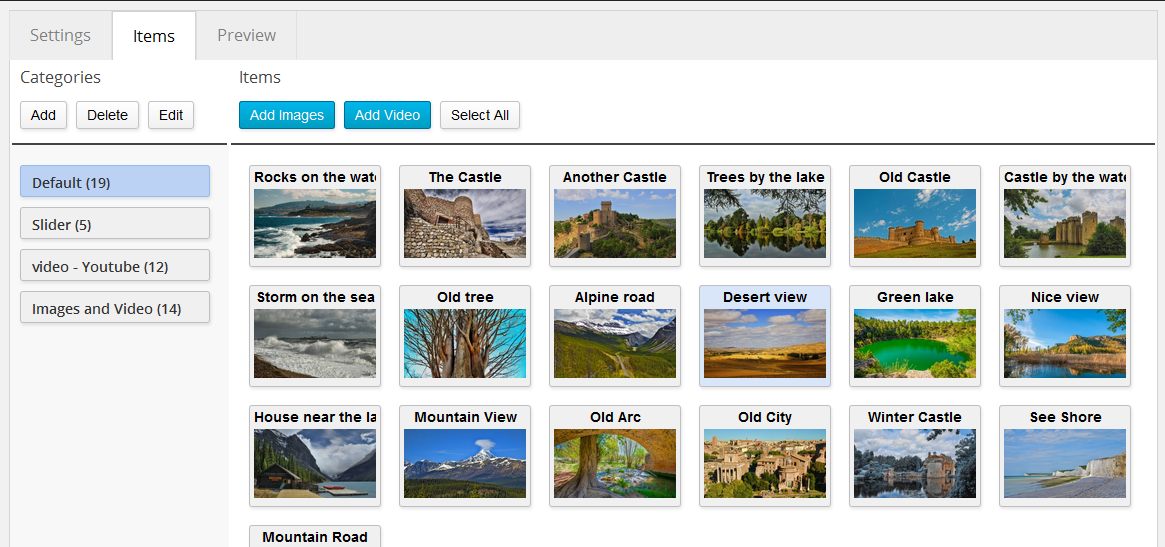 Settings Items Preview
Categories
Items
Add Delete Edit
Add Images Add Video Select All
Default (19)
Slider (5)
video - Youtube (12)
Images and Video (14)
Rocks on the wat The Castle Another Castle Trees by the lake Old Castle Castle by the wat
Storm on the sea Old tree Alpine road Desert view Green lake Nice view
House near the la Mountain View Old Arc Old City Winter Castle See Shore
Mountain Road